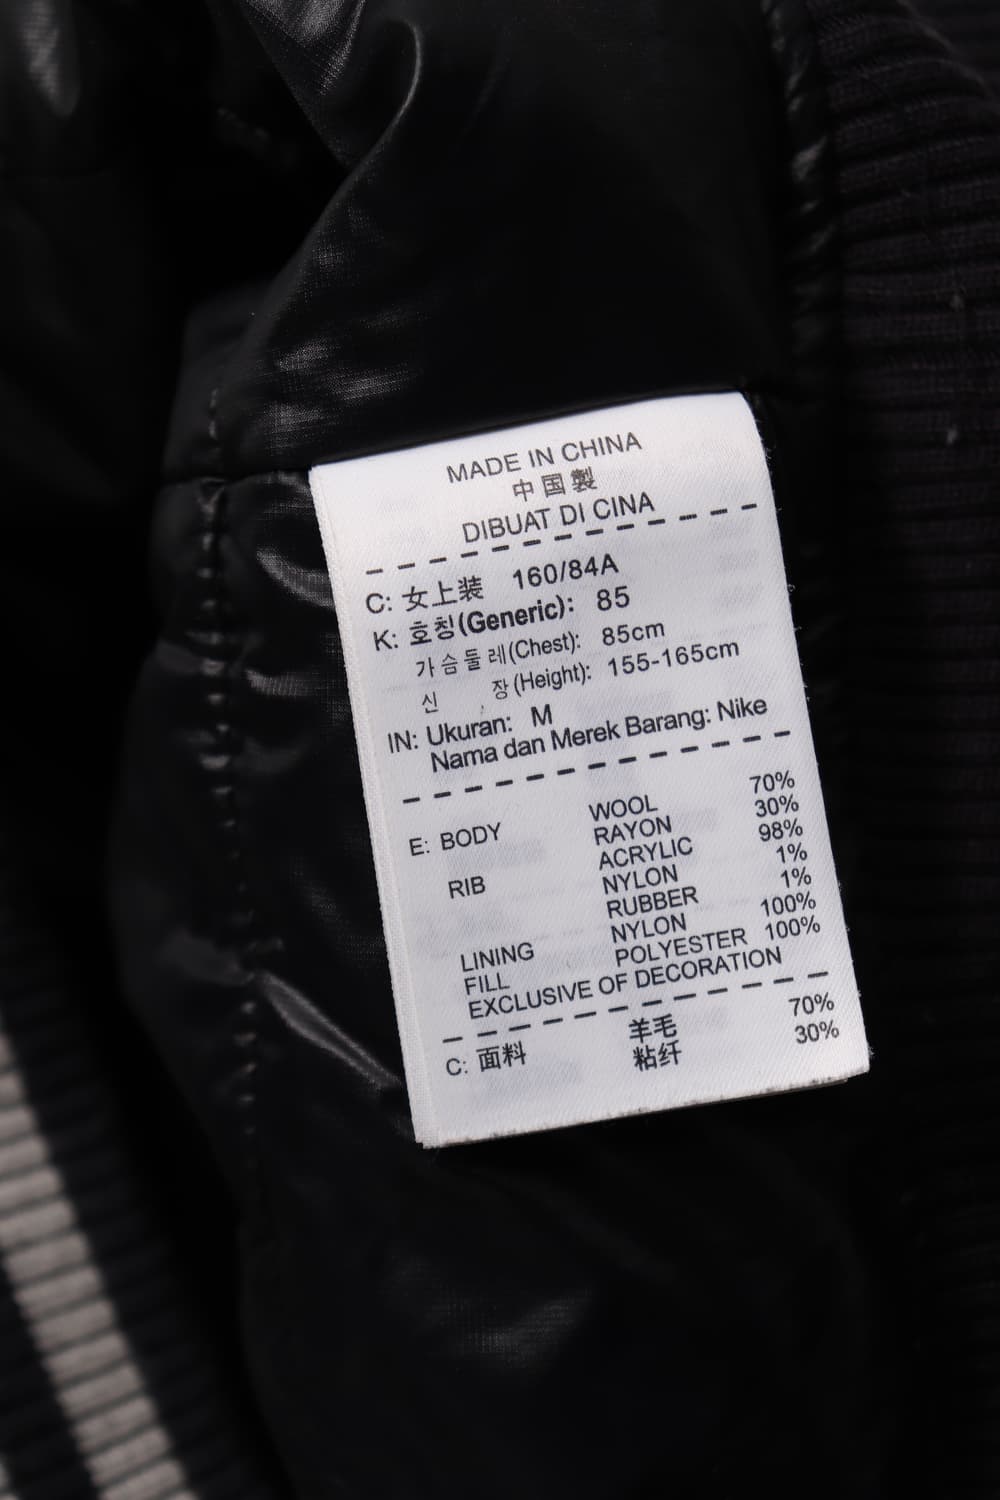 MADE IN CHINA
中国製
DIBUAT DI CINA
C: 女上装 160/84A
K: 호칭(Generic): 85
가슴둘레(Chest): 85cm
신 장(Height): 155-165cm
IN: Ukuran: M
Nama dan Merek Barang: Nike
E: BODY WOOL 70%
RAYON 30%
RIB ACRYLIC 98%
NYLON 1%
RUBBER 1%
LINING NYLON 100%
FILL POLYESTER 100%
EXCLUSIVE OF DECORATION
C: 面料 羊毛 70%
粘纤 30%